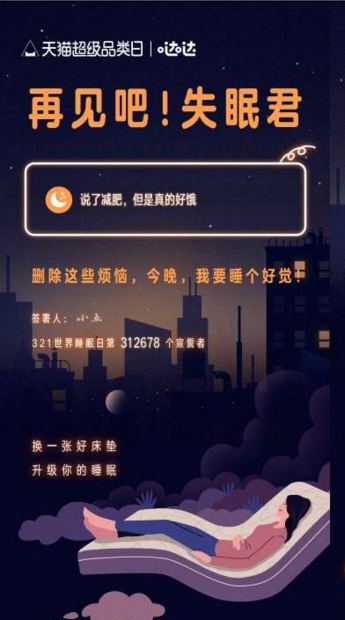 天猫超级品类日 | 哒达
再见吧!失眠君
说了减肥，但是真的好饿
删除这些烦恼，今晚，我要睡个好觉!
签署人：小五
321世界睡眠日第 312678 个宣誓者
换一张好床垫
升级你的睡眠